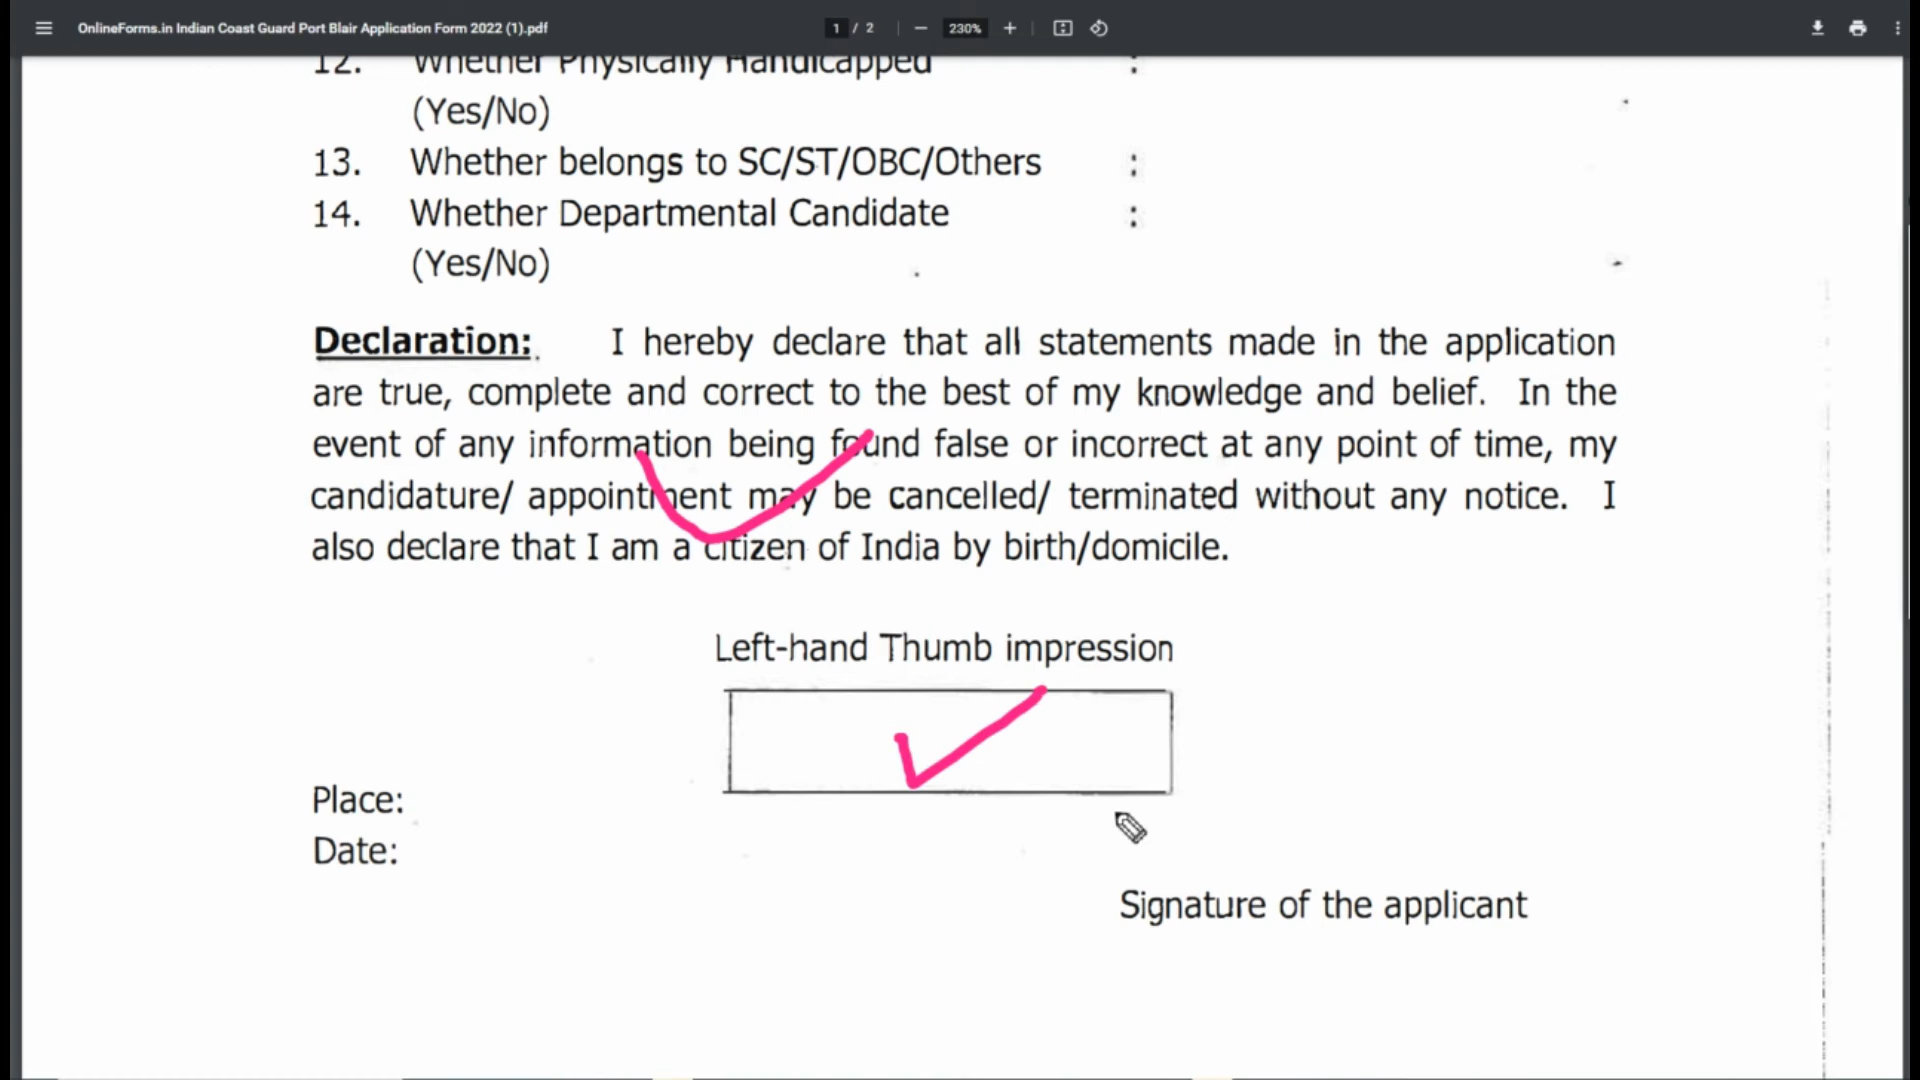 OnlineForms.in Indian Coast Guard Port Blair Application Form 2022 (1).pdf
1 / 2
230%
12. Whether Physically Handicapped :
(Yes/No)
13. Whether belongs to SC/ST/OBC/Others :
14. Whether Departmental Candidate :
(Yes/No)
Declaration: I hereby declare that all statements made in the application
are true, complete and correct to the best of my knowledge and belief. In the
event of any information being found false or incorrect at any point of time, my
candidature/ appointment may be cancelled/ terminated without any notice. I
also declare that I am a citizen of India by birth/domicile.
Left-hand Thumb impression
Place:
Date:
Signature of the applicant